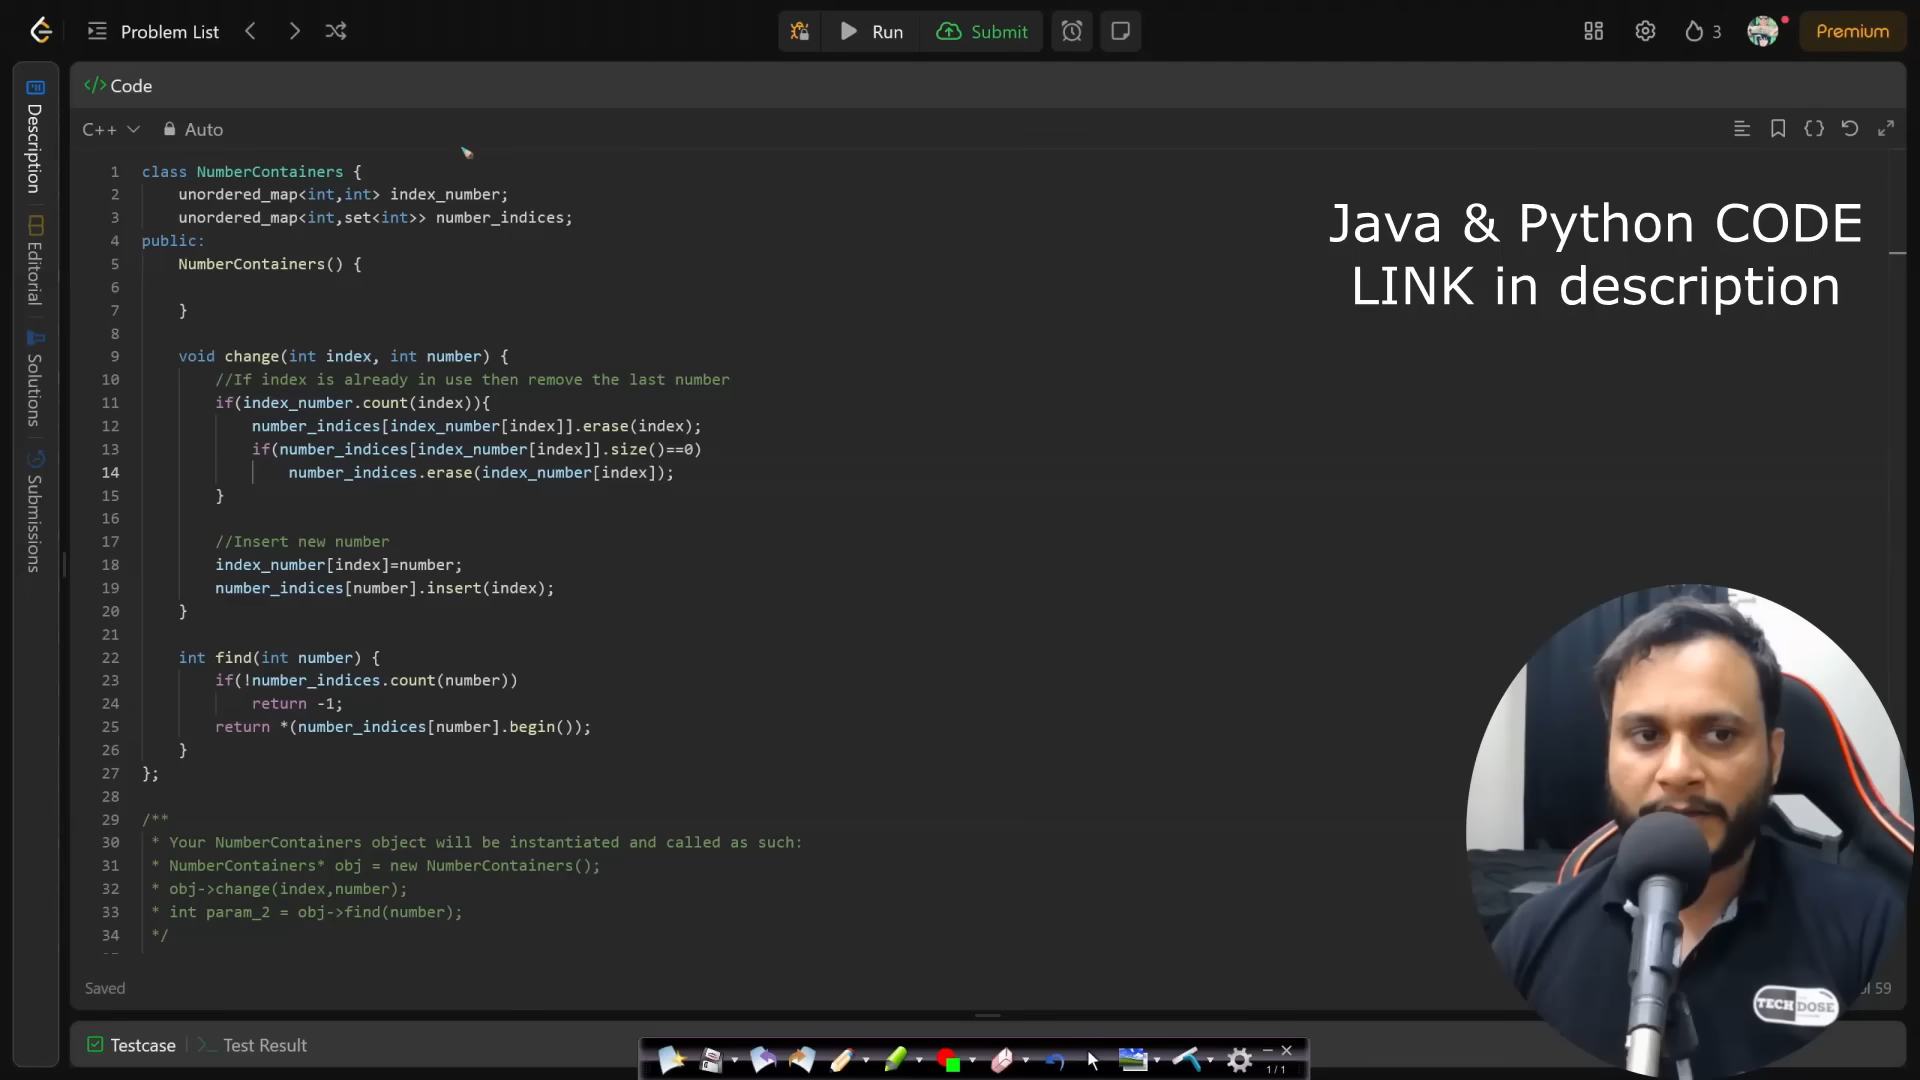 Problem List
Run
Submit
3
Premium
Description
Editorial
Solutions
Submissions
</> Code
C++
Auto
Java & Python CODE
LINK in description
1 class NumberContainers {
2 unordered_map<int,int> index_number;
3 unordered_map<int,set<int>> number_indices;
4 public:
5 NumberContainers() {
6
7 }
8
9 void change(int index, int number) {
10 //If index is already in use then remove the last number
11 if(index_number.count(index)){
12 number_indices[index_number[index]].erase(index);
13 if(number_indices[index_number[index]].size()==0)
14 number_indices.erase(index_number[index]);
15 }
16
17 //Insert new number
18 index_number[index]=number;
19 number_indices[number].insert(index);
20 }
21
22 int find(int number) {
23 if(!number_indices.count(number))
24 return -1;
25 return *(number_indices[number].begin());
26 }
27 };
28
29 /**
30 * Your NumberContainers object will be instantiated and called as such:
31 * NumberContainers* obj = new NumberContainers();
32 * obj->change(index,number);
33 * int param_2 = obj->find(number);
34 */
Saved
59
TECH DOSE
Testcase
Test Result
1/1